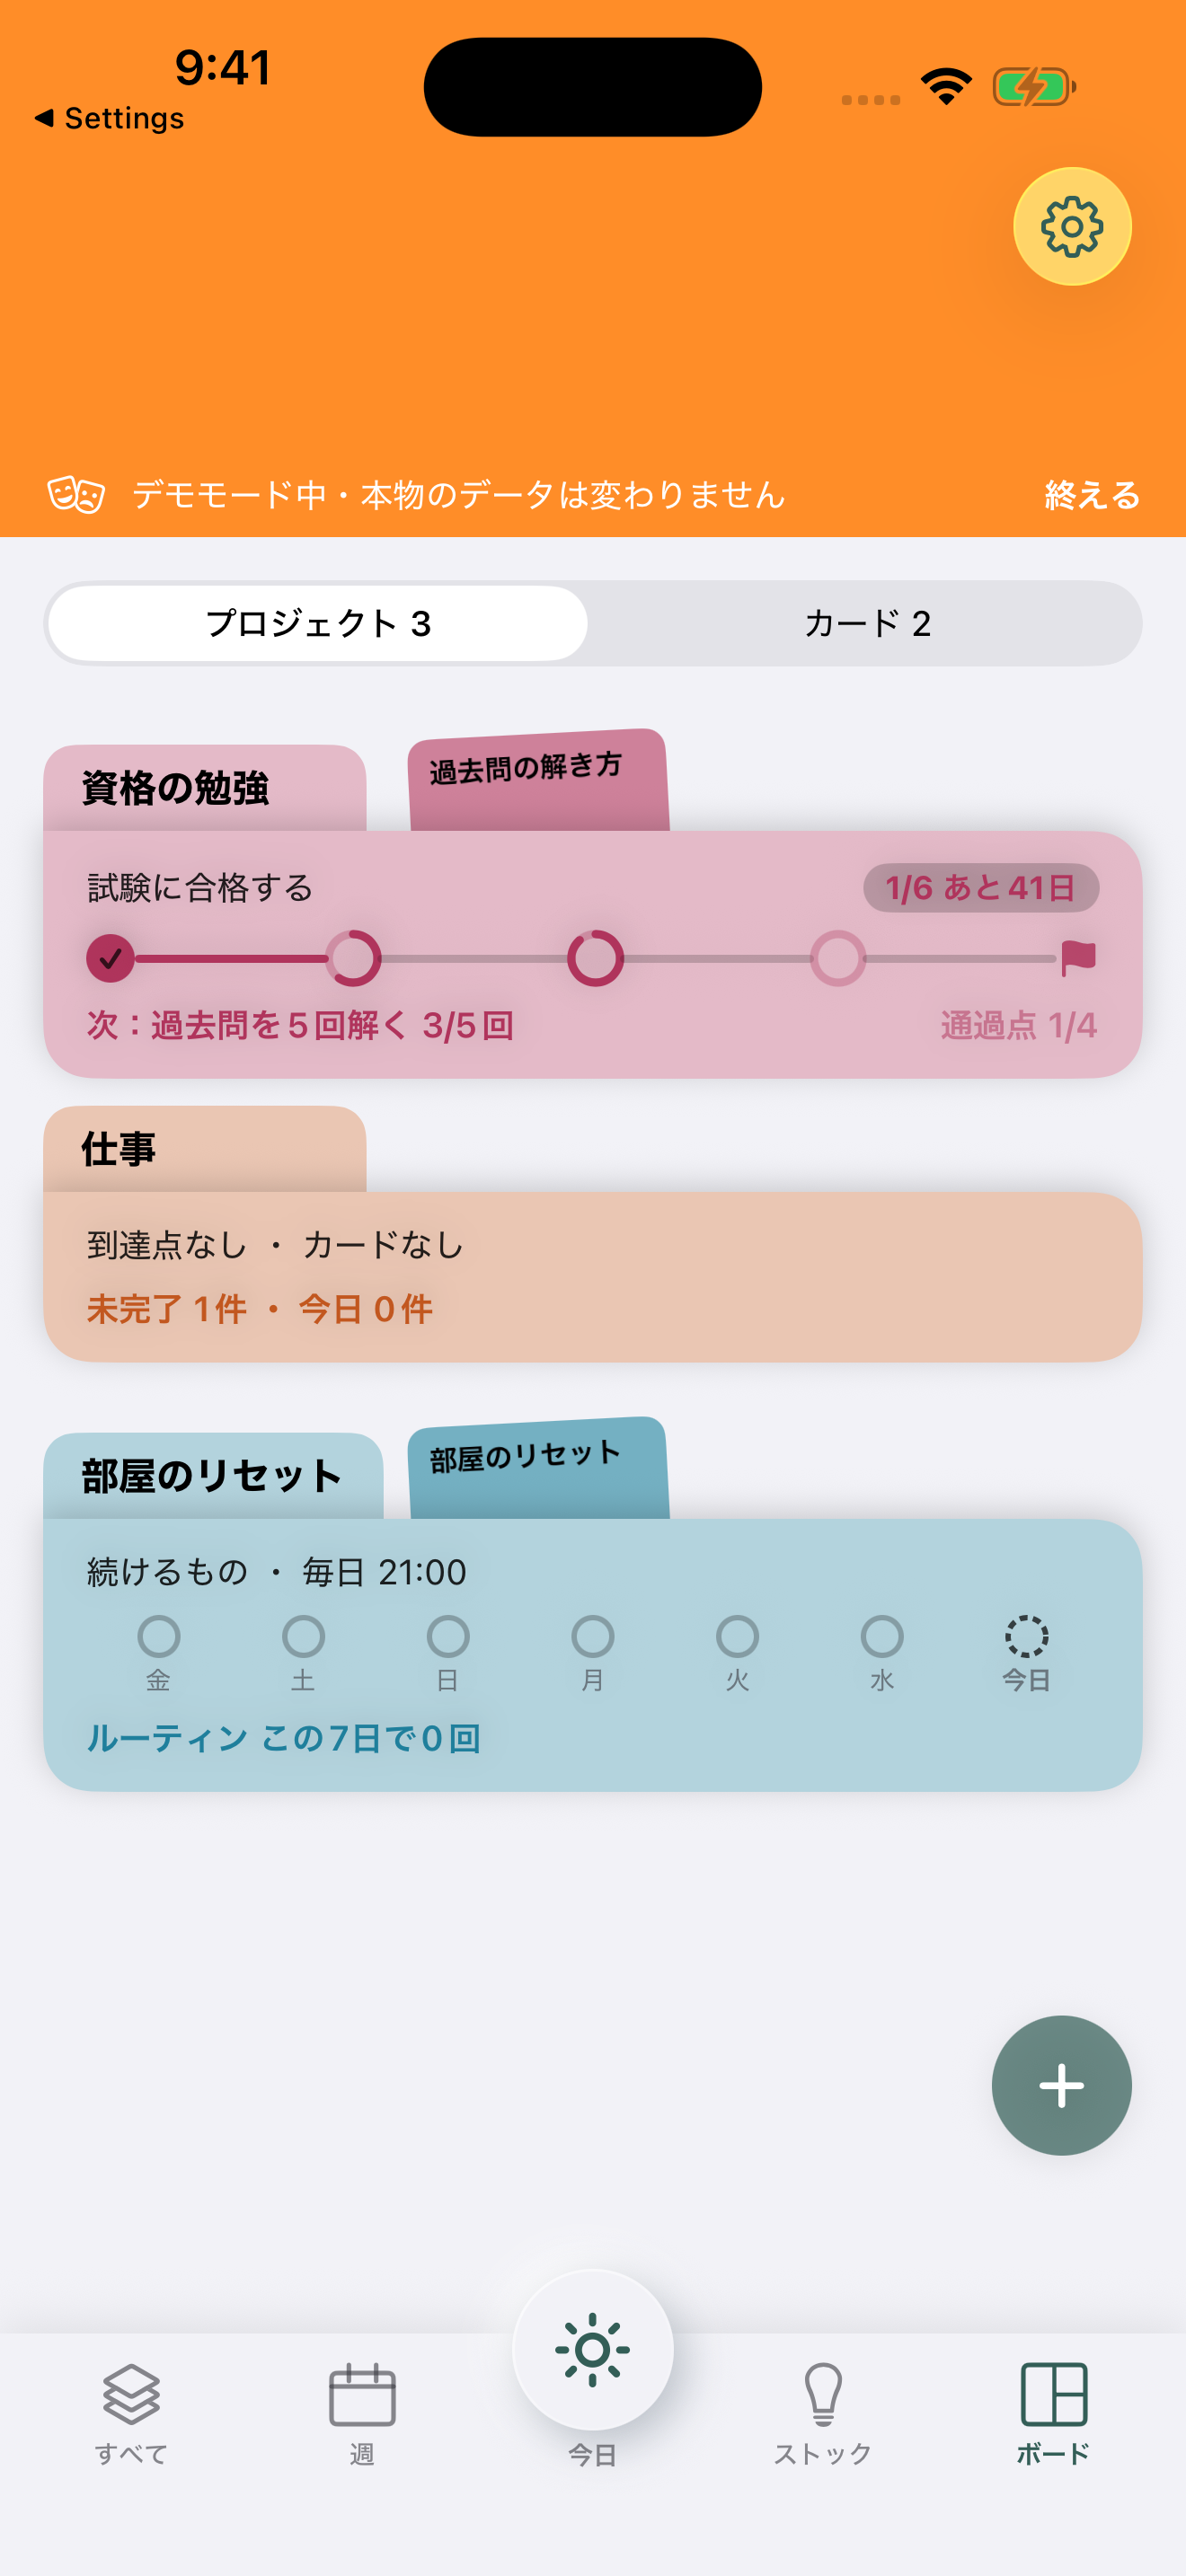 9:41
Settings
デモモード中・本物のデータは変わりません
終える
プロジェクト 3
カード 2
資格の勉強
過去問の解き方
試験に合格する
1/6 あと41日
次：過去問を5回解く 3/5回
通過点 1/4
仕事
到達点なし ・ カードなし
未完了 1件 ・ 今日 0件
部屋のリセット
部屋のリセット
続けるもの ・ 毎日 21:00
金
土
日
月
火
水
今日
ルーティン この7日で0回
すべて
週
今日
ストック
ボード